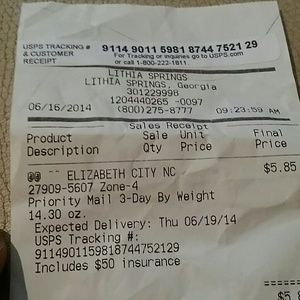 USPS TRACKING #
& CUSTOMER
RECEIPT
9114 9011 5981 8744 7521 29
For Tracking or inquiries go to USPS.com
or call 1-800-222-1811
LITHIA SPRINGS
LITHIA SPRINGS, Georgia
301229998
1204440265 -0097
06/16/2014 (800)275-8777 09:23:59 AM
Sales Receipt
Product Sale Unit Final
Description Qty Price Price
ELIZABETH CITY NC $5.85
27909-5607 Zone-4
Priority Mail 3-Day By Weight
14.30 oz.
Expected Delivery: Thu 06/19/14
USPS Tracking #:
9114901159818744752129
Includes $50 insurance